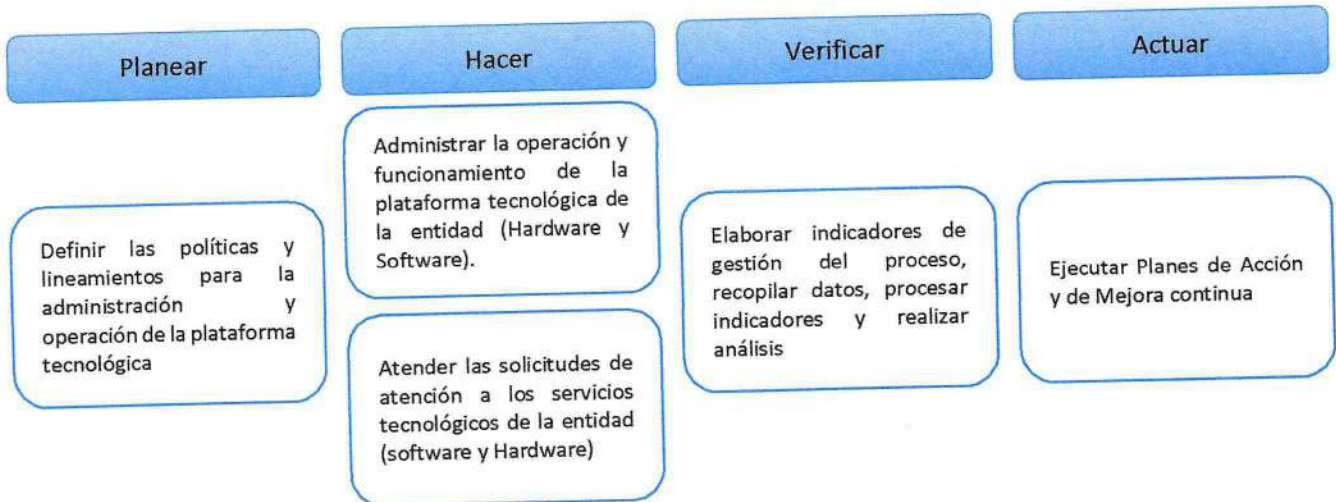 Planear
Definir las políticas y
lineamientos para la
administración y
operación de la plataforma
tecnológica
Hacer
Administrar la operación y
funcionamiento de la
plataforma tecnológica de
la entidad (Hardware y
Software).
Atender las solicitudes de
atención a los servicios
tecnológicos de la entidad
(software y Hardware)
Verificar
Elaborar indicadores de
gestión del proceso,
recopilar datos, procesar
indicadores y realizar
análisis
Actuar
Ejecutar Planes de Acción
y de Mejora continua